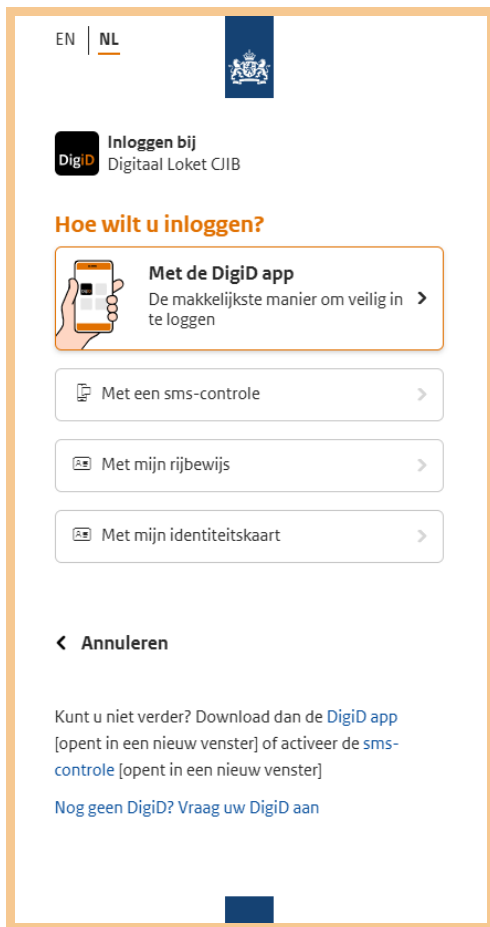 EN NL
DigiD
Inloggen bij
Digitaal Loket CJIB
Hoe wilt u inloggen?
Met de DigiD app
De makkelijkste manier om veilig in
te loggen
Met een sms-controle
Met mijn rijbewijs
Met mijn identiteitskaart
Annuleren
Kunt u niet verder? Download dan de DigiD app
[opent in een nieuw venster] of activeer de sms-
controle [opent in een nieuw venster]
Nog geen DigiD? Vraag uw DigiD aan